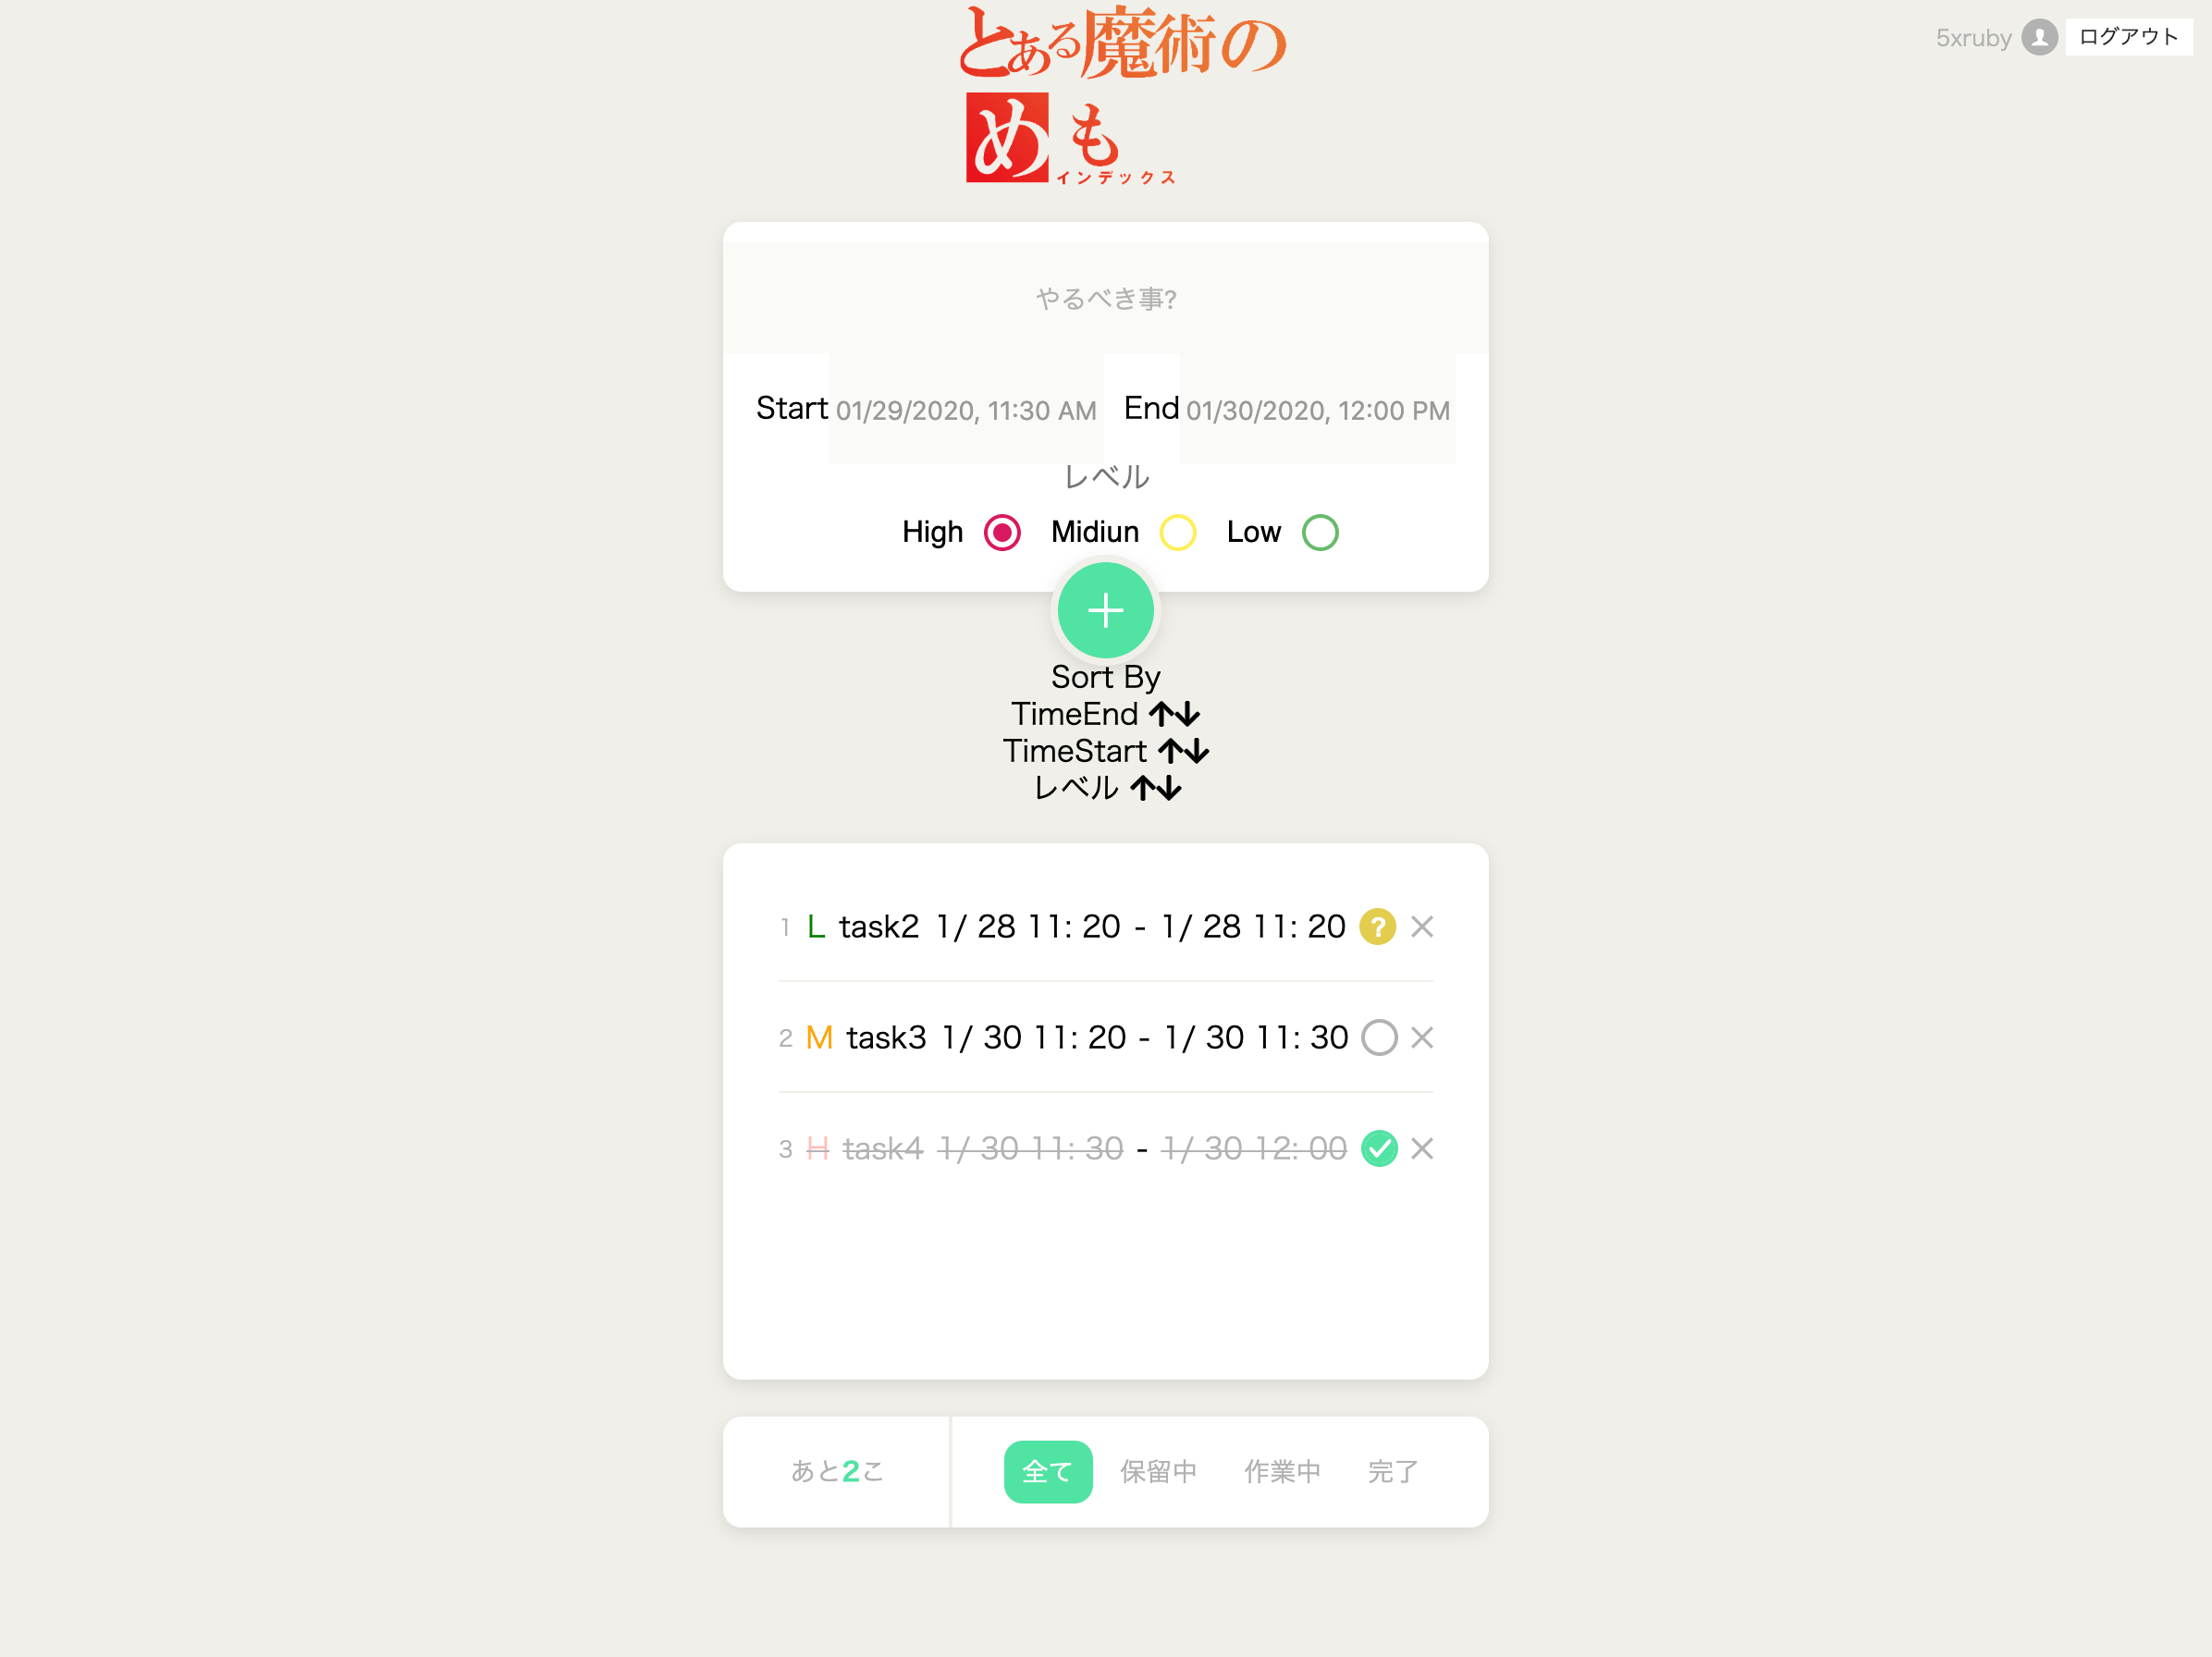 とある魔術の
めも
インデックス
5xruby ログアウト
やるべき事?
Start 01/29/2020, 11:30 AM End 01/30/2020, 12:00 PM
レベル
High Midiun Low
Sort By
TimeEnd
TimeStart
レベル
1 L task2 1/ 28 11: 20 - 1/ 28 11: 20 ?
2 M task3 1/ 30 11: 20 - 1/ 30 11: 30
3 H task4 1/ 30 11: 30 - 1/ 30 12: 00
あと2こ 全て 保留中 作業中 完了